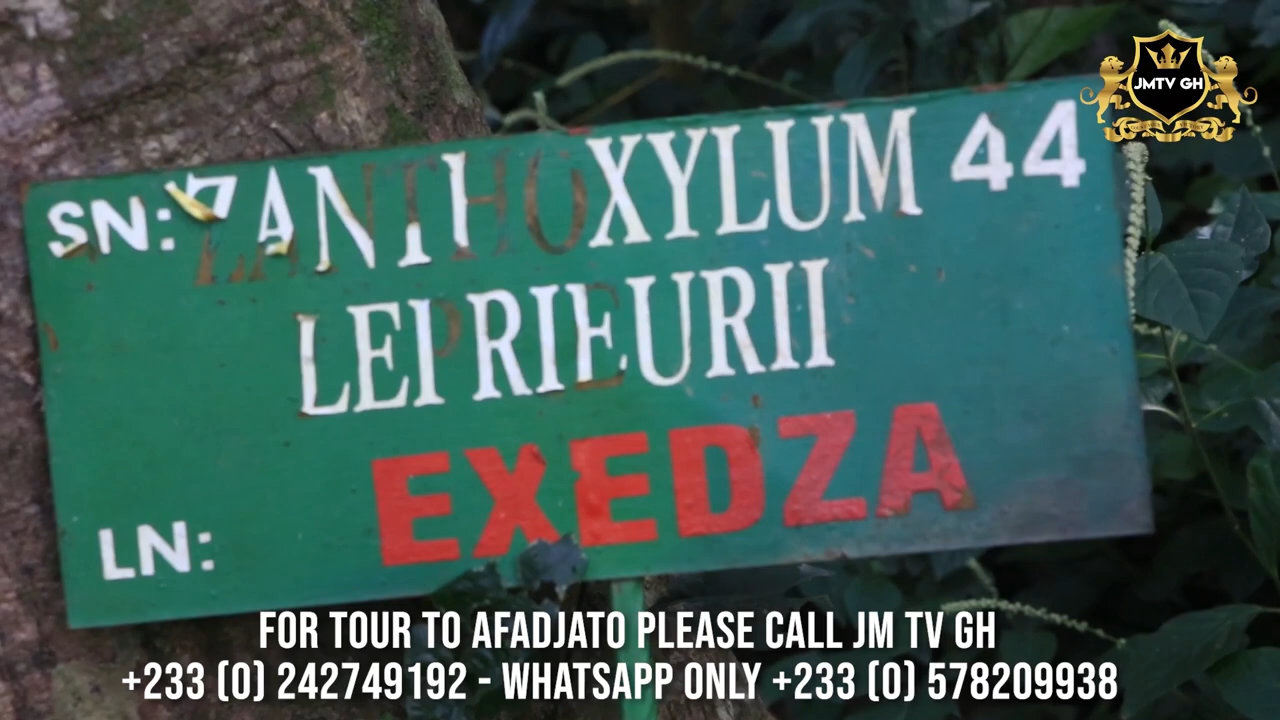 JMTV GH
SN: ZANTHOXYLUM 44
LEPRIEURII
LN: EXEDZA
FOR TOUR TO AFADJATO PLEASE CALL JM TV GH
+233 (0) 242749192 - WHATSAPP ONLY +233 (0) 578209938